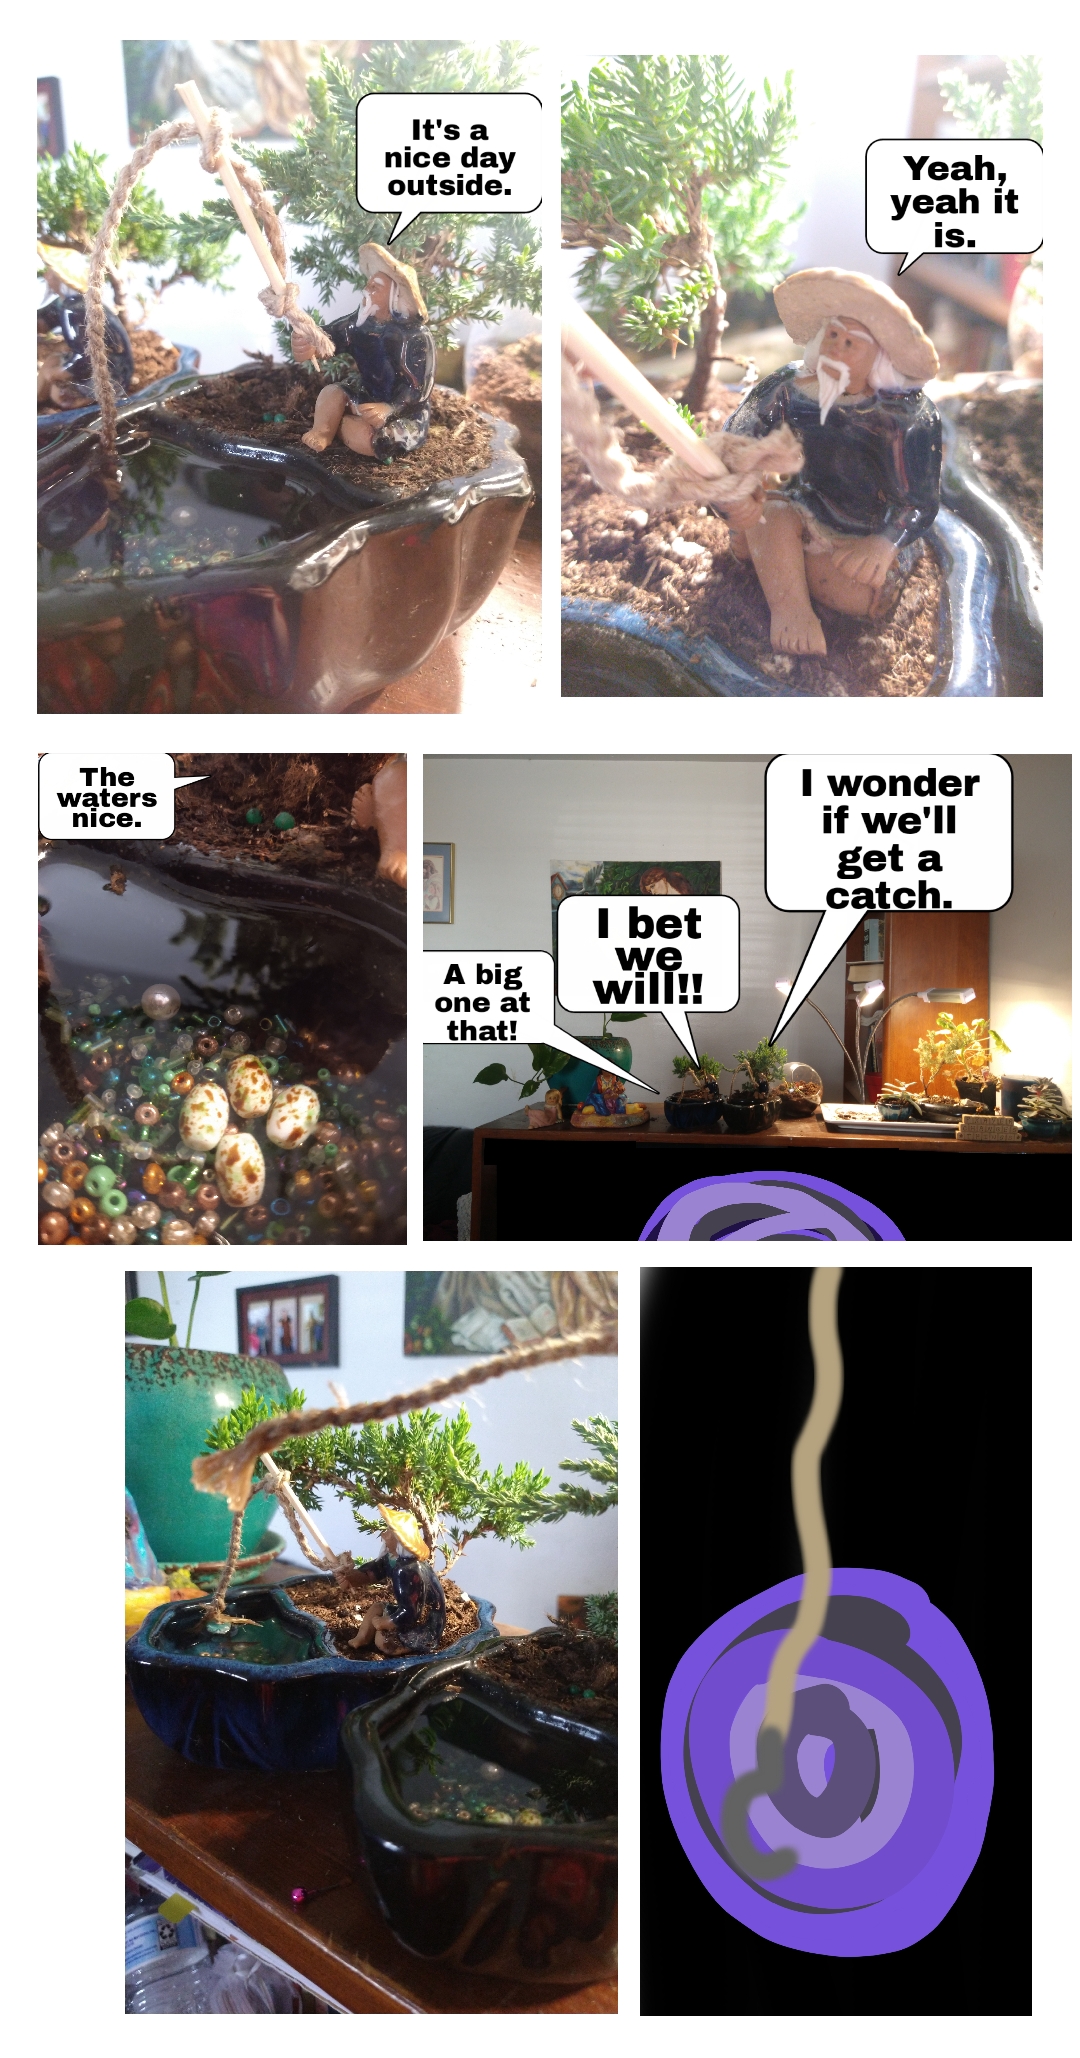 It's a
nice day
outside.
Yeah,
yeah it
is.
The
waters
nice.
I wonder
if we'll
get a
catch.
I bet
we
will!!
A big
one at
that!